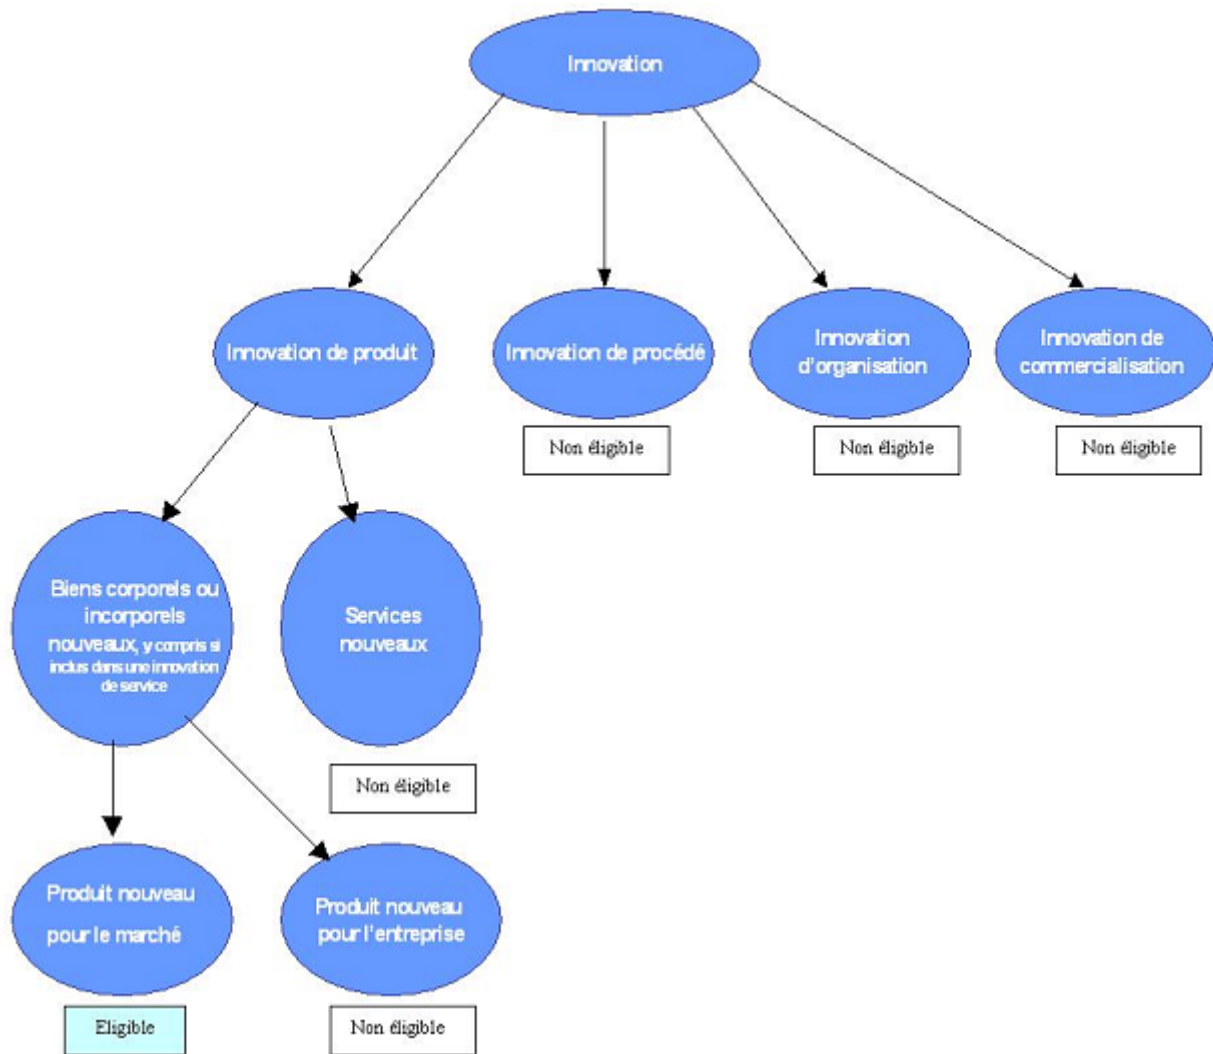 Innovation
Innovation de produit
Innovation de procédé
Innovation
d'organisation
Innovation de
commercialisation
Non éligible
Non éligible
Non éligible
Biens corporels ou
incorporels
nouveaux, y compris si
inclus dans une innovation
de service
Services
nouveaux
Non éligible
Produit nouveau
pour le marché
Produit nouveau
pour l'entreprise
Eligible
Non éligible